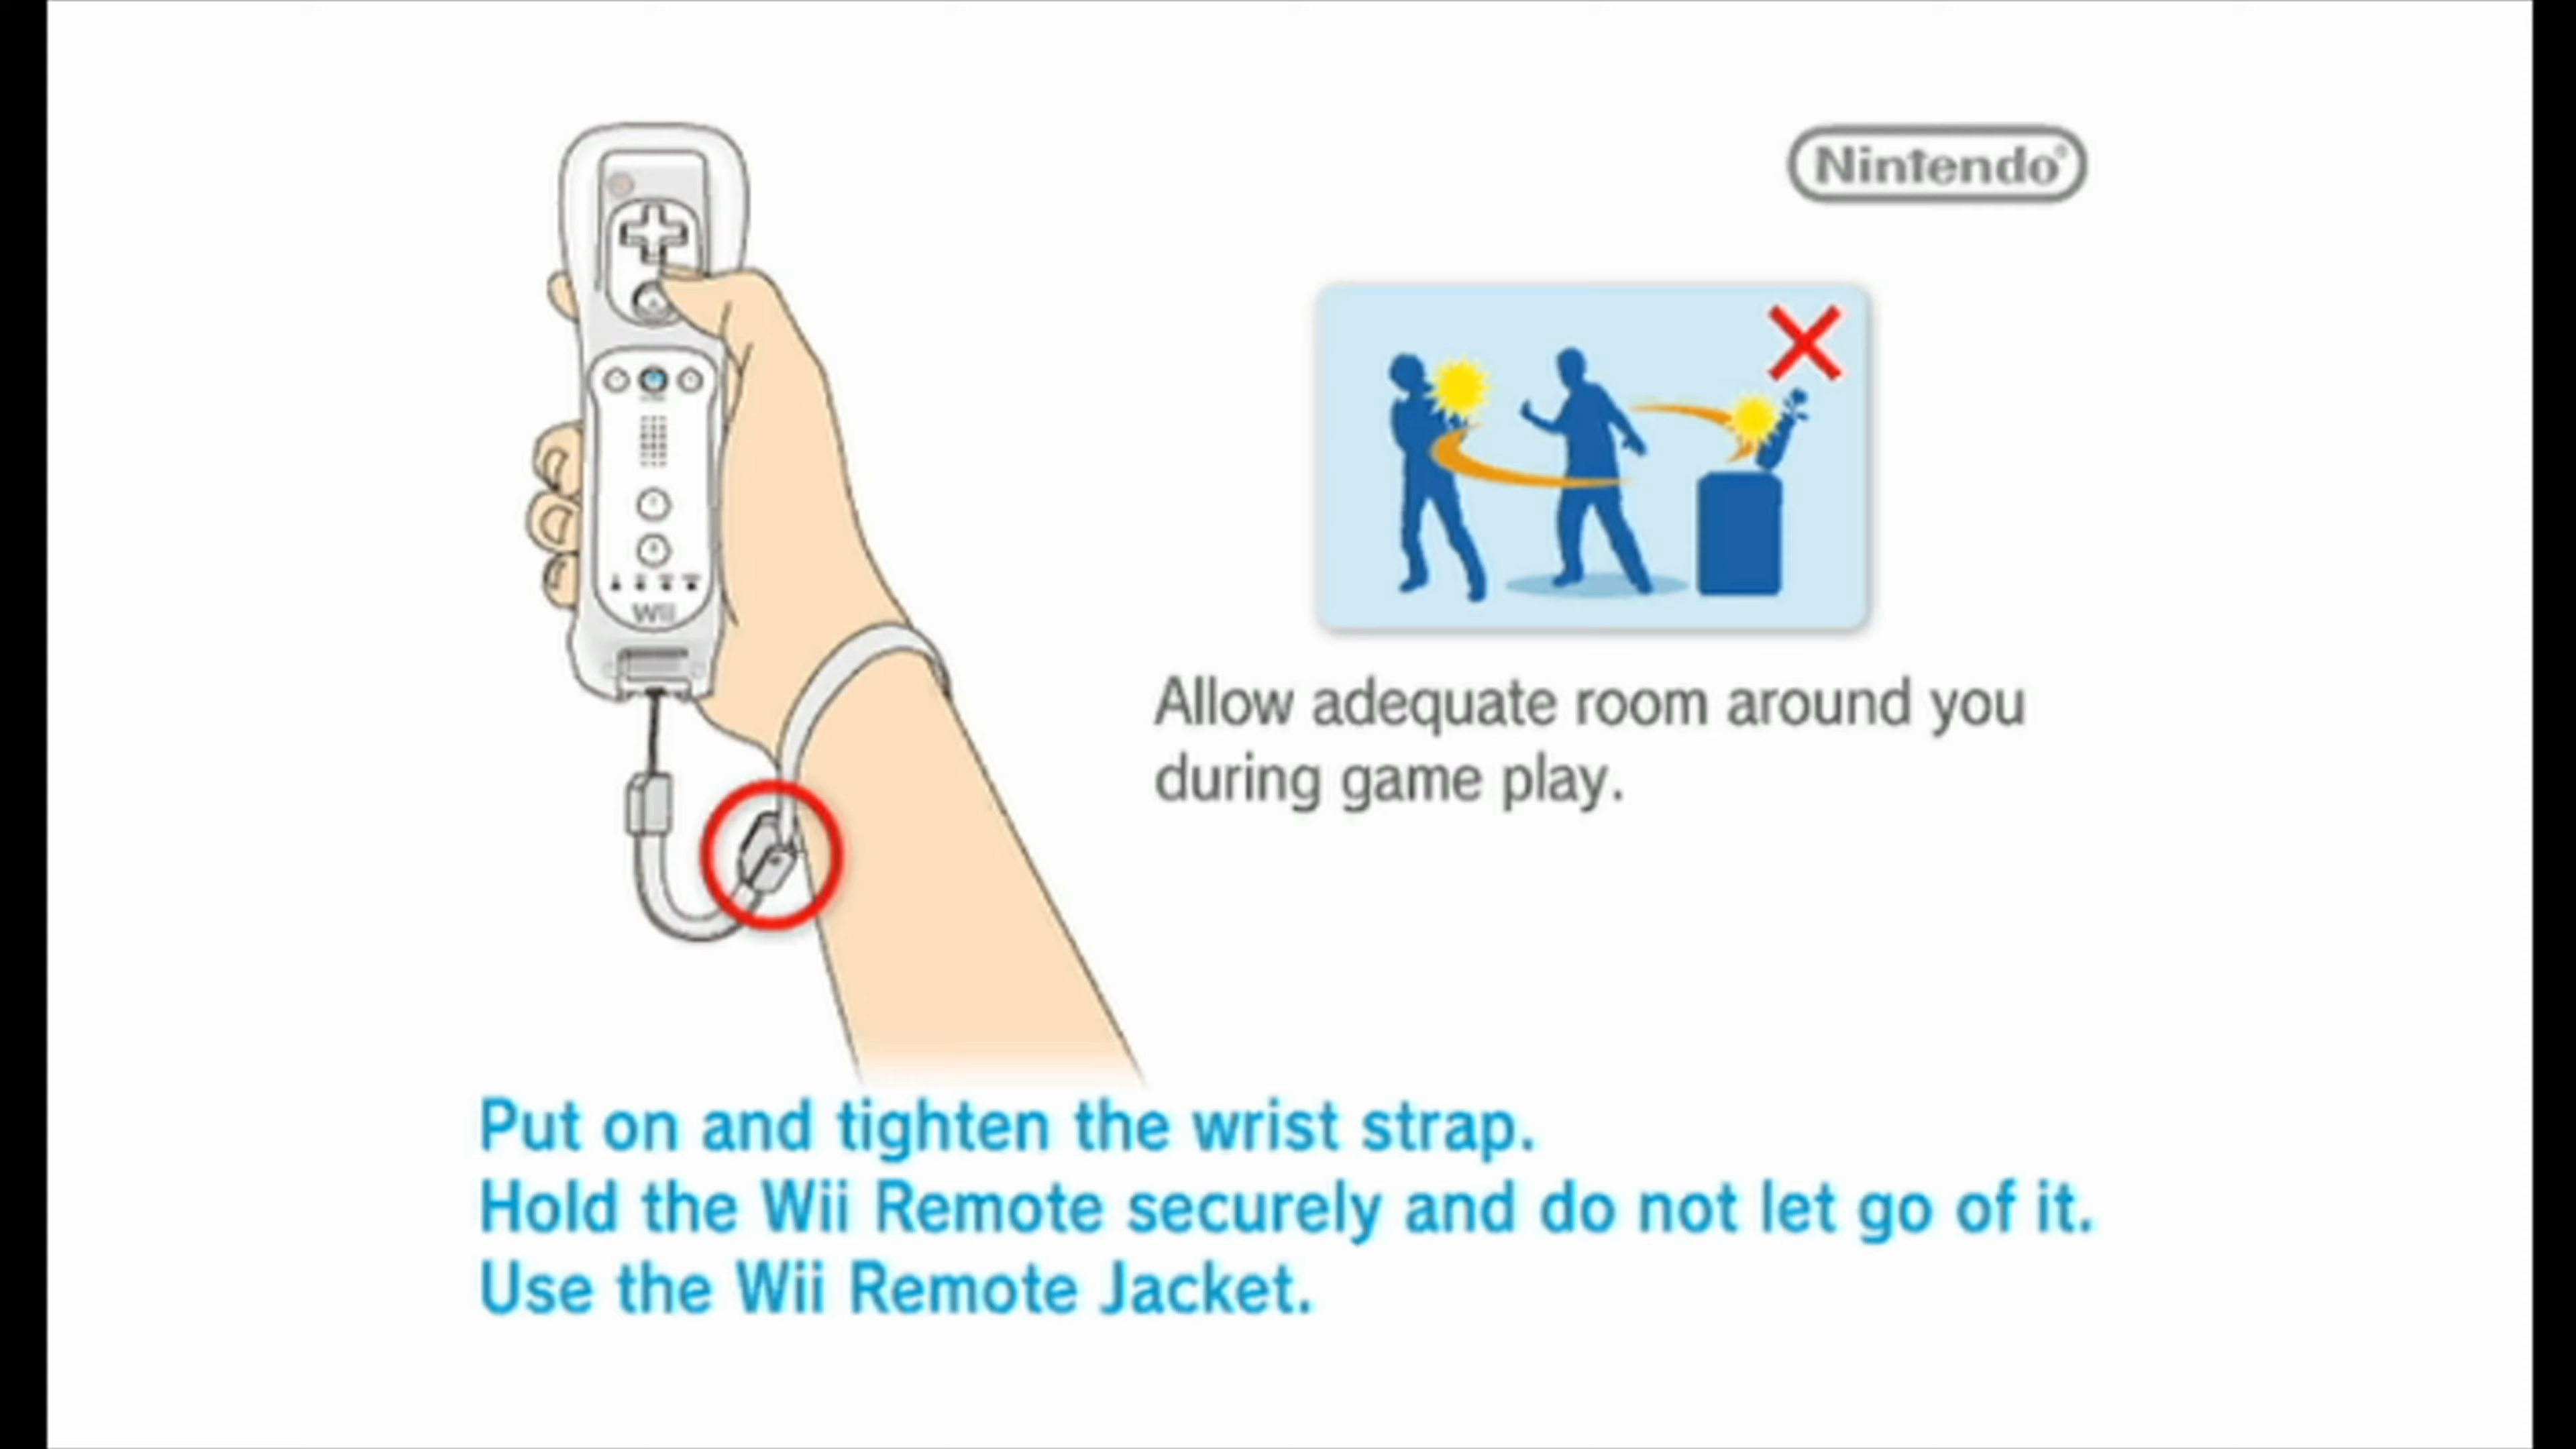 Nintendo®
Wii
Allow adequate room around you
during game play.
Put on and tighten the wrist strap.
Hold the Wii Remote securely and do not let go of it.
Use the Wii Remote Jacket.